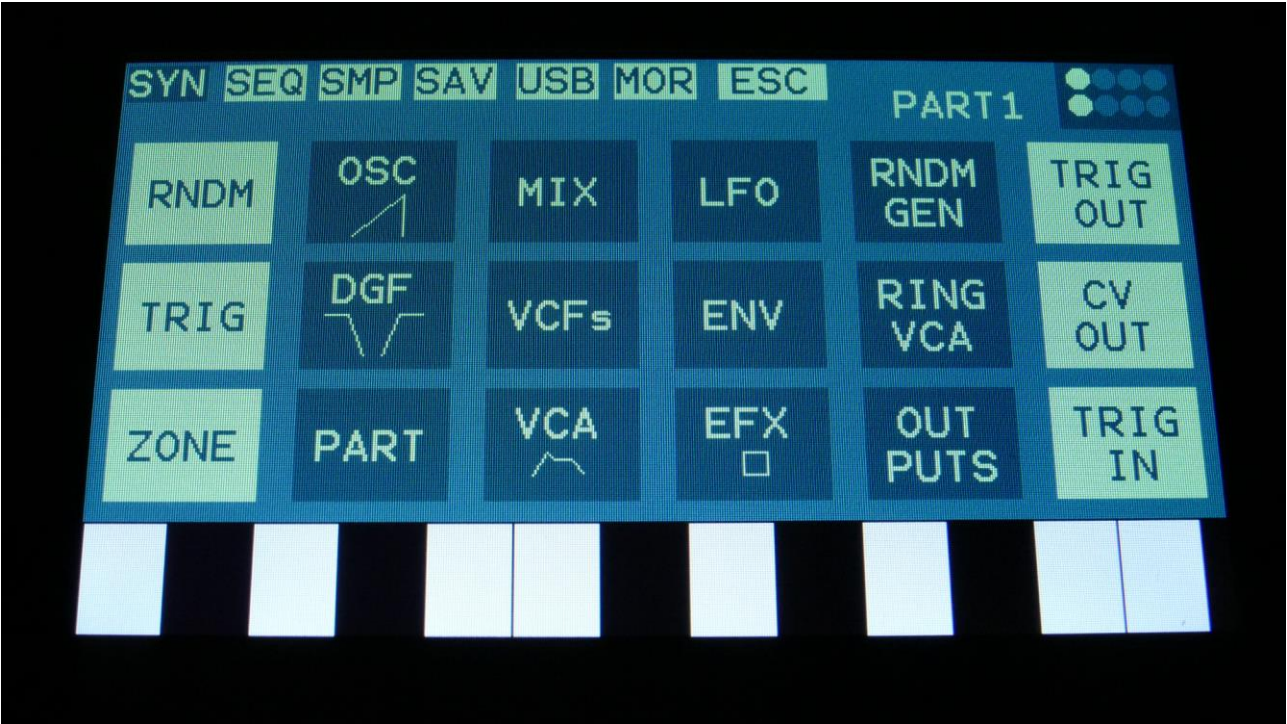 SYN SEQ SMP SAV USB MOR ESC
PART1
RNDM
OSC
MIX
LFO
RNDM
GEN
TRIG
OUT
TRIG
DGF
VCFs
ENV
RING
VCA
CV
OUT
ZONE
PART
VCA
EFX
OUT
PUTS
TRIG
IN